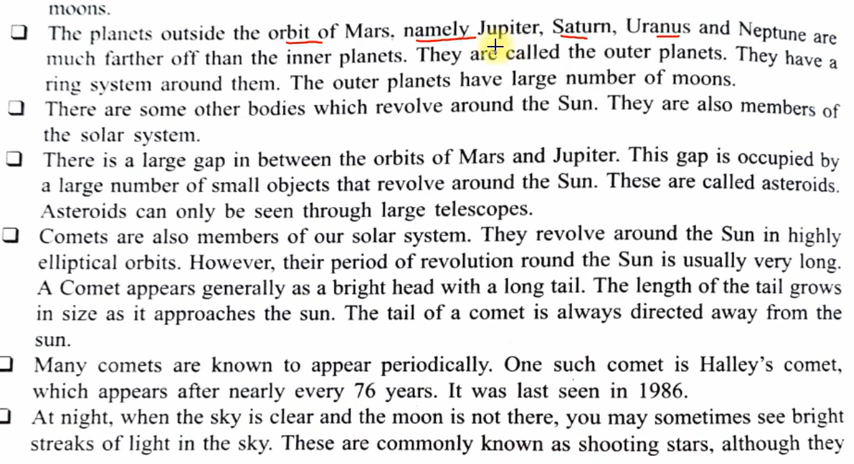 moons.
❑ The planets outside the orbit of Mars, namely Jupiter, Saturn, Uranus and Neptune are
much farther off than the inner planets. They are called the outer planets. They have a
ring system around them. The outer planets have large number of moons.
❑ There are some other bodies which revolve around the Sun. They are also members of
the solar system.
❑ There is a large gap in between the orbits of Mars and Jupiter. This gap is occupied by
a large number of small objects that revolve around the Sun. These are called asteroids.
Asteroids can only be seen through large telescopes.
❑ Comets are also members of our solar system. They revolve around the Sun in highly
elliptical orbits. However, their period of revolution round the Sun is usually very long.
A Comet appears generally as a bright head with a long tail. The length of the tail grows
in size as it approaches the sun. The tail of a comet is always directed away from the
sun.
❑ Many comets are known to appear periodically. One such comet is Halley's comet,
which appears after nearly every 76 years. It was last seen in 1986.
❑ At night, when the sky is clear and the moon is not there, you may sometimes see bright
streaks of light in the sky. These are commonly known as shooting stars, although they